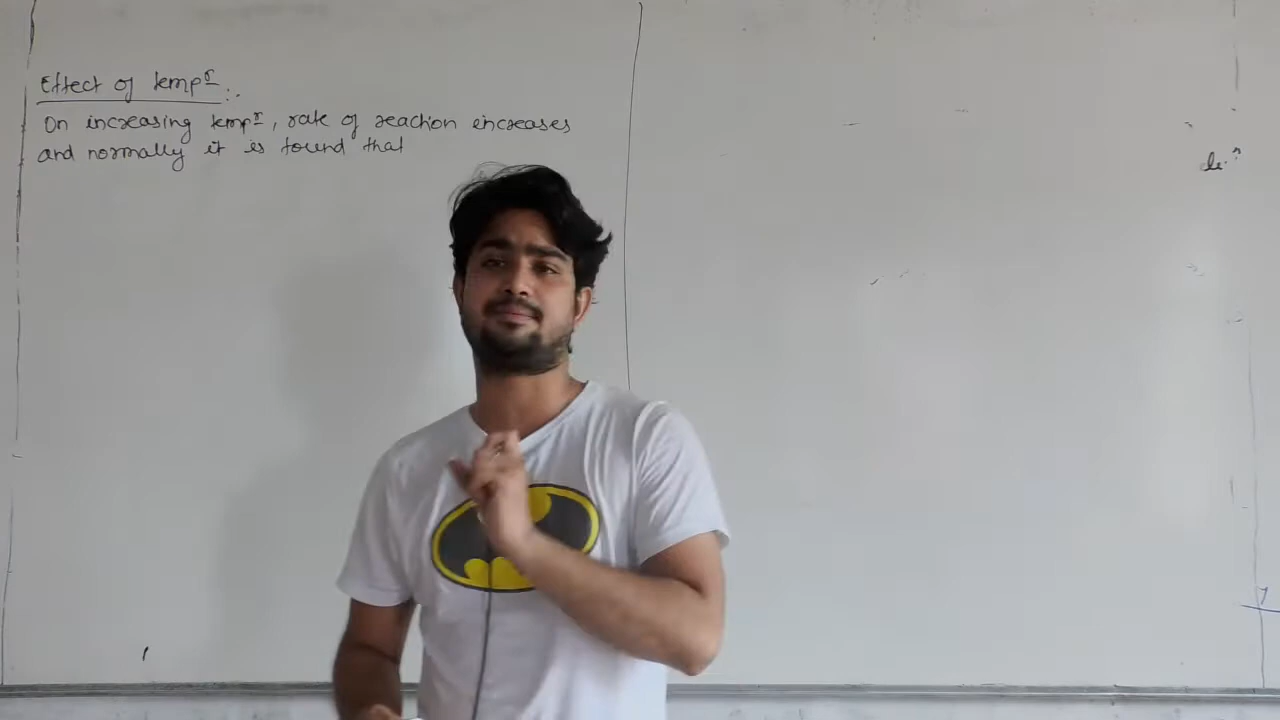 Effect of tempr:.
On increasing tempr, rate of reaction increases
and normally it is found that